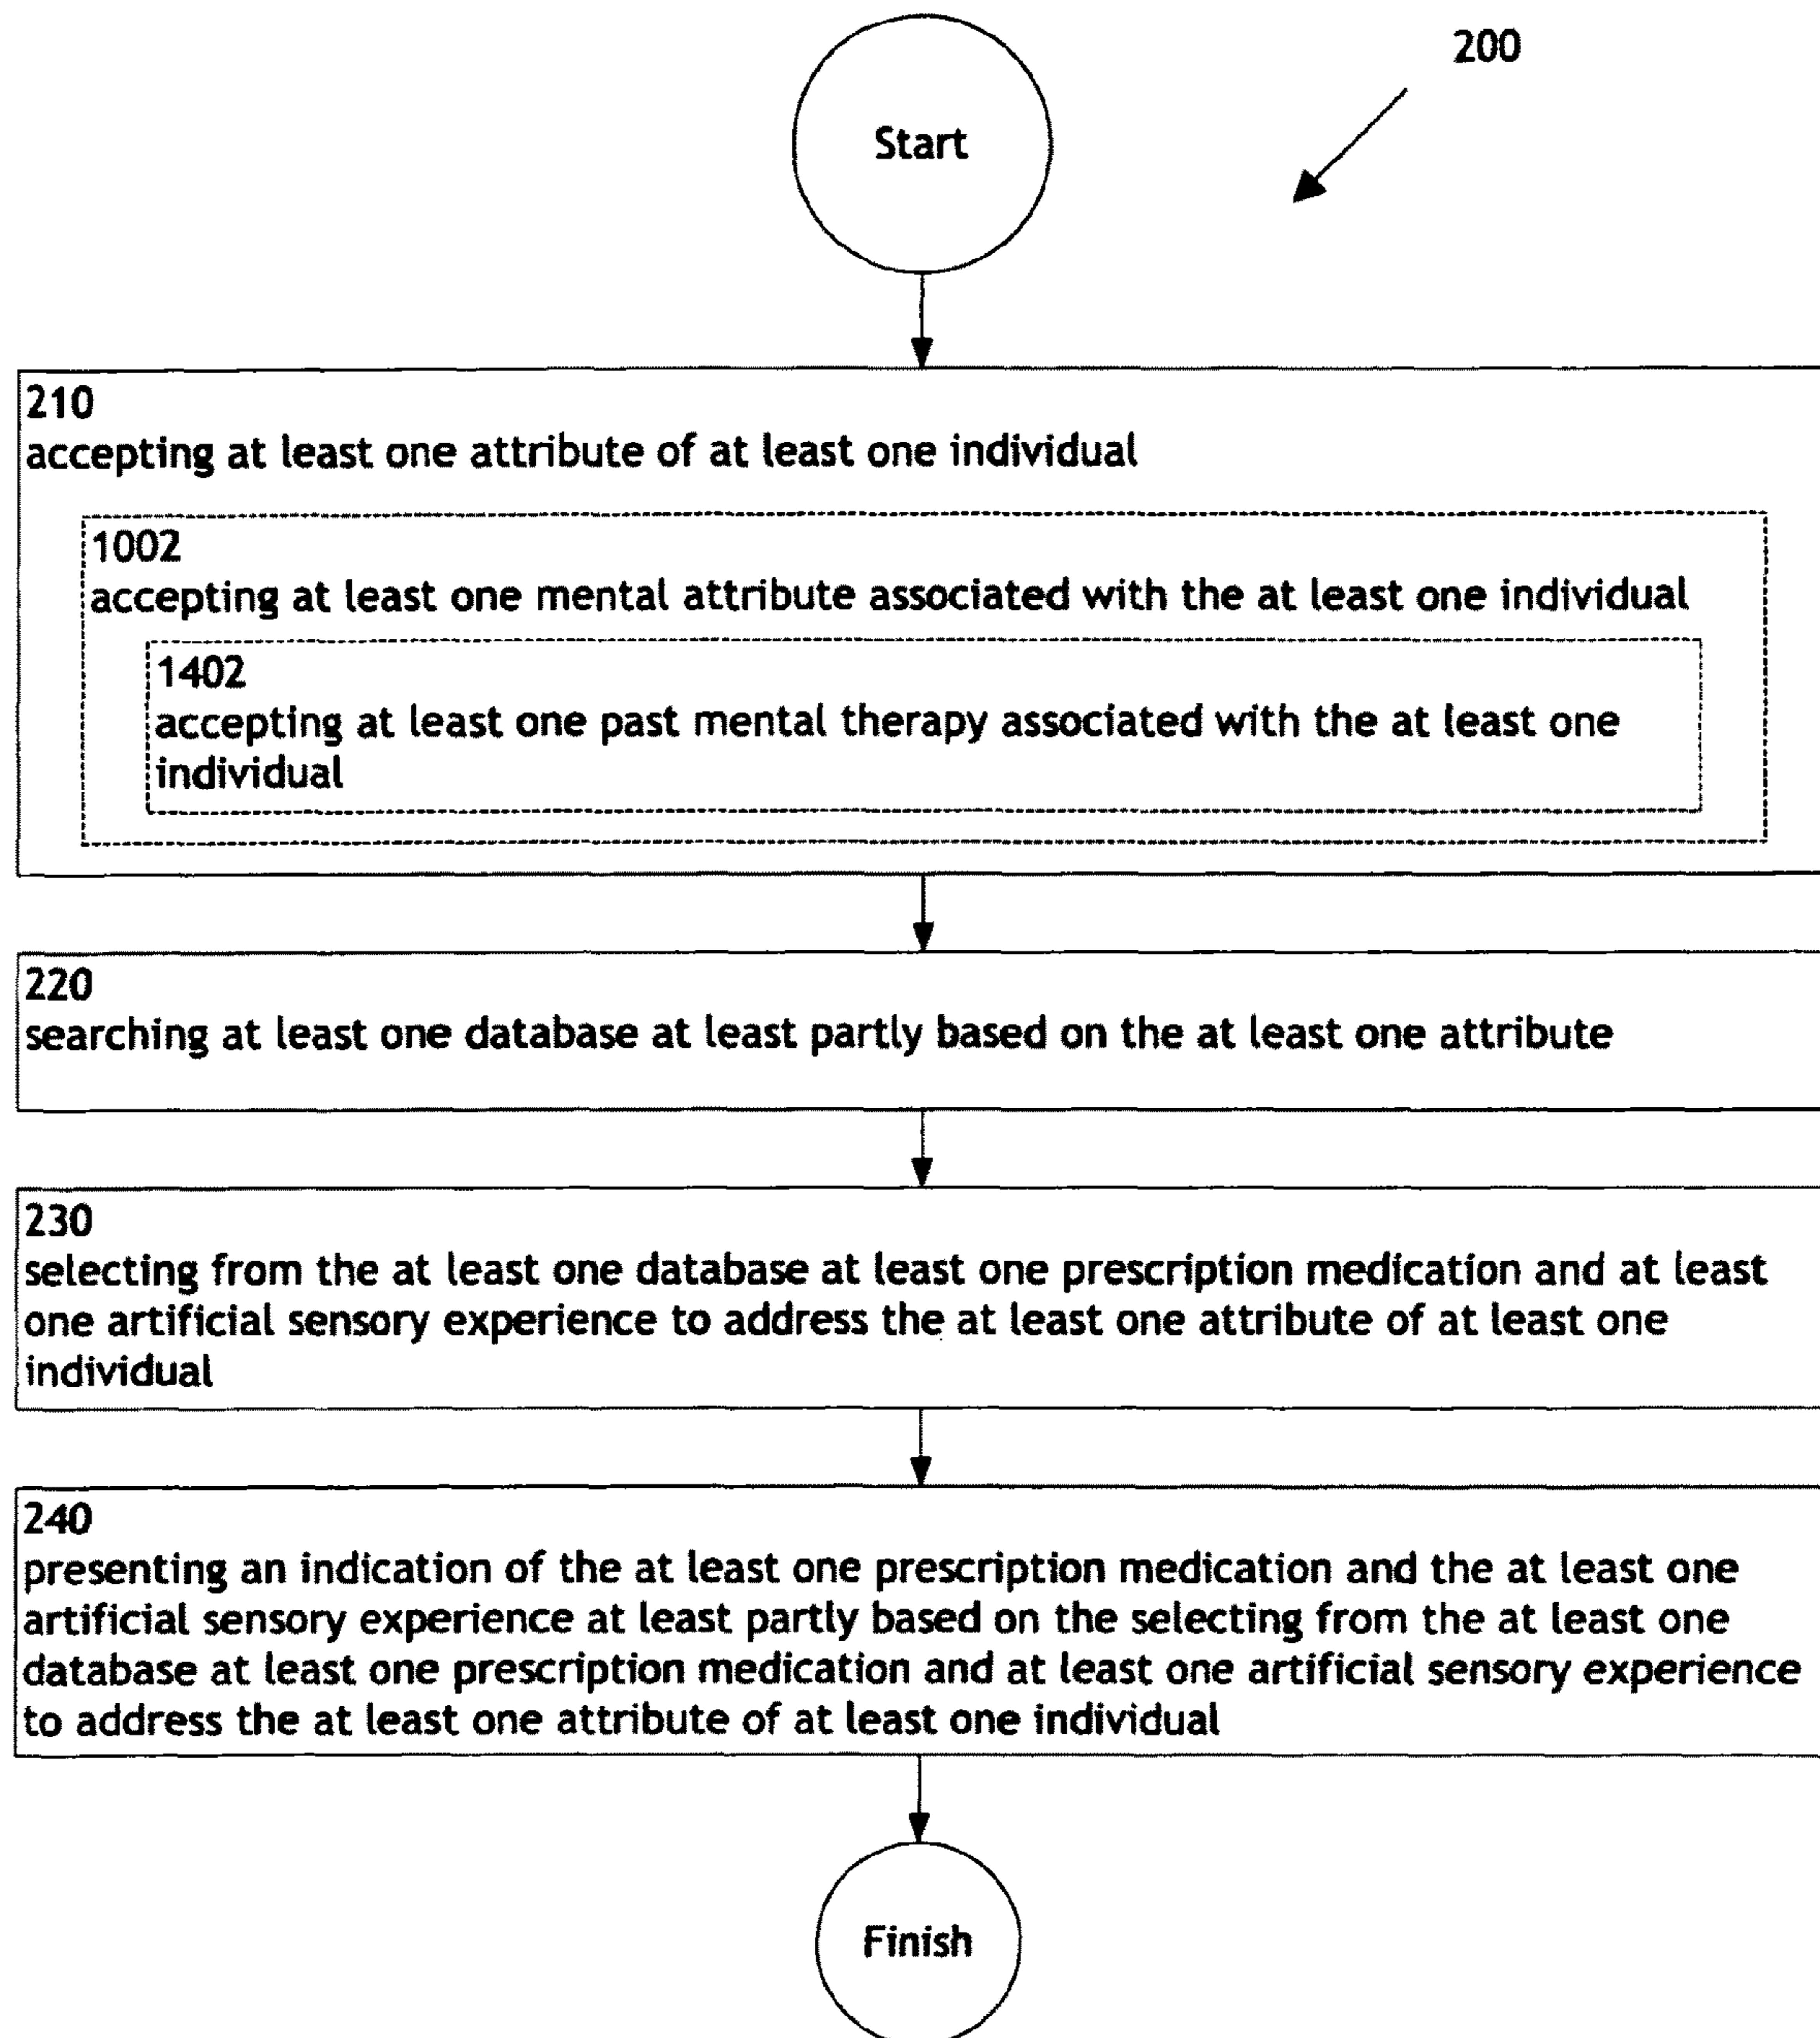 Start
200
210
accepting at least one attribute of at least one individual
1002
accepting at least one mental attribute associated with the at least one individual
1402
accepting at least one past mental therapy associated with the at least one
individual
220
searching at least one database at least partly based on the at least one attribute
230
selecting from the at least one database at least one prescription medication and at least
one artificial sensory experience to address the at least one attribute of at least one
individual
240
presenting an indication of the at least one prescription medication and the at least one
artificial sensory experience at least partly based on the selecting from the at least one
database at least one prescription medication and at least one artificial sensory experience
to address the at least one attribute of at least one individual
Finish